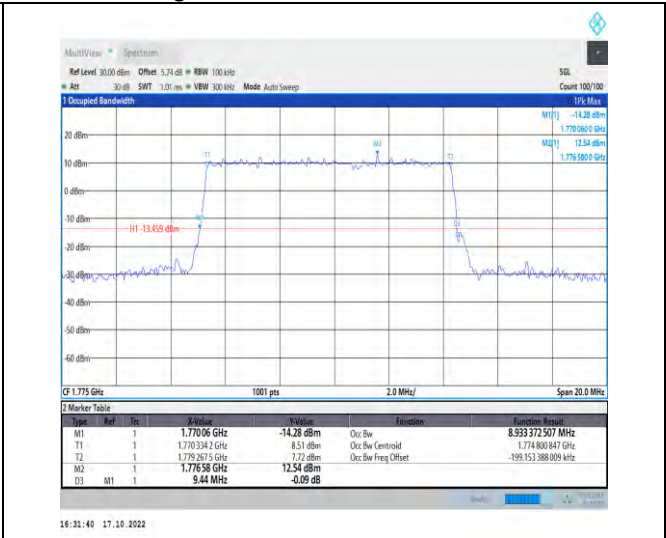 MultiView Spectrum
Ref Level 30.00 dBm Offset 5.74 dB RBW 100 kHz SGL
Att 30 dB SWT 1.01 ms VBW 300 kHz Mode Auto Sweep Count 100/100
1 Occupied Bandwidth 1Pk Max
M1[1] -14.28 dBm
1.770 060 0 GHz
20 dBm M2[1] 12.54 dBm
1.776 580 0 GHz
M2
T1 T2
10 dBm
0 dBm
-10 dBm
H1 -13.459 dBm
-30 dBm
-40 dBm
-50 dBm
-60 dBm
CF 1.775 GHz 1001 pts 2.0 MHz/ Span 20.0 MHz
2 Marker Table
Type Ref Trc X-Value Y-Value Function Function Result
M1 1 1.770 06 GHz -14.28 dBm Occ Bw 8.933 372 507 MHz
T1 1 1.770 334 2 GHz 8.51 dBm Occ Bw Centroid 1.774 800 847 GHz
T2 1 1.779 267 5 GHz 7.72 dBm Occ Bw Freq Offset -199.153 388 009 kHz
M2 1 1.776 58 GHz 12.54 dBm
D3 M1 1 9.44 MHz -0.09 dB
16:31:40 17.10.2022